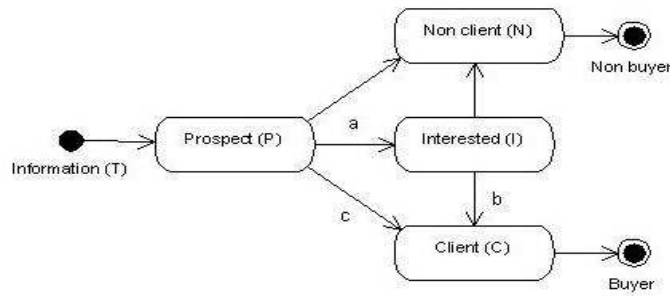 Non client (N)
Non buyer
a
Prospect (P)
Interested (I)
Information (T)
b
c
Client (C)
Buyer